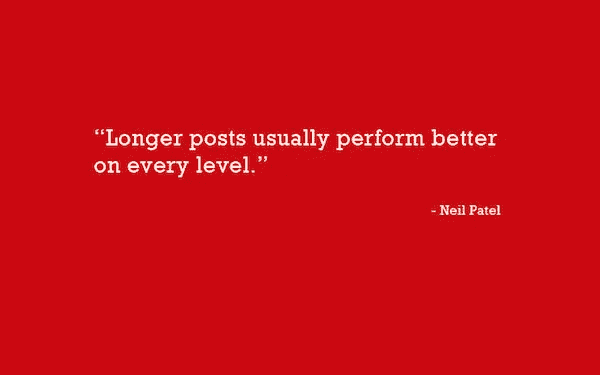 “Longer posts usually perform better
on every level.”
- Neil Patel